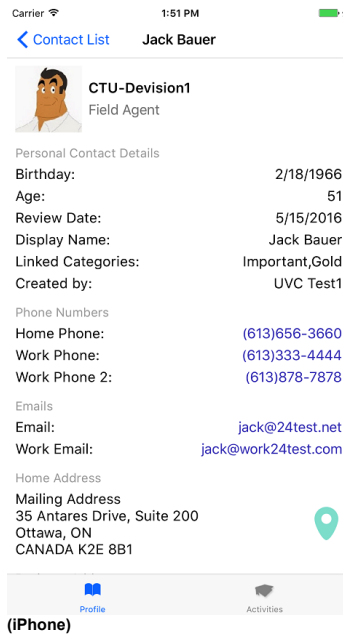 Carrier 1:51 PM
Contact List Jack Bauer
CTU-Devision1
Field Agent
Personal Contact Details
Birthday: 2/18/1966
Age: 51
Review Date: 5/15/2016
Display Name: Jack Bauer
Linked Categories: Important,Gold
Created by: UVC Test1
Phone Numbers
Home Phone: (613)656-3660
Work Phone: (613)333-4444
Work Phone 2: (613)878-7878
Emails
Email: jack@24test.net
Work Email: jack@work24test.com
Home Address
Mailing Address
35 Antares Drive, Suite 200
Ottawa, ON
CANADA K2E 8B1
Profile Activities
(iPhone)